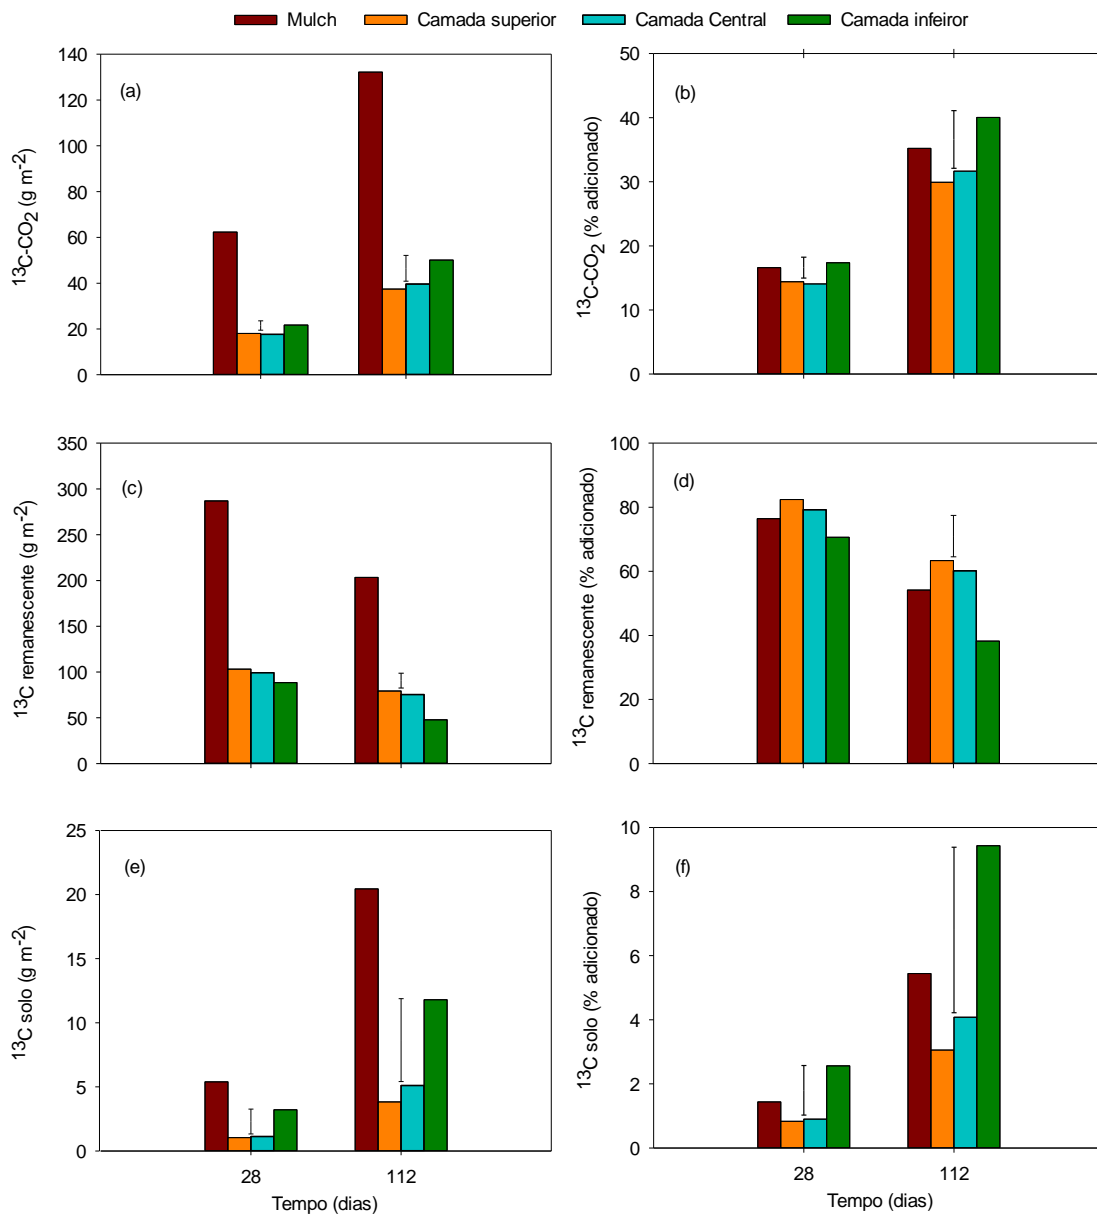 Mulch Camada superior Camada Central Camada infeiror
(a)
13C-CO2 (g m-2)
140
120
100
80
60
40
20
0
(b)
13C-CO2 (% adicionado)
50
40
30
20
10
0
(c)
13C remanescente (g m-2)
350
300
250
200
150
100
50
0
(d)
13C remanescente (% adicionado)
100
80
60
40
20
0
(e)
13C solo (g m-2)
25
20
15
10
5
0
28 112
Tempo (dias)
(f)
13C solo (% adicionado)
10
8
6
4
2
0
28 112
Tempo (dias)